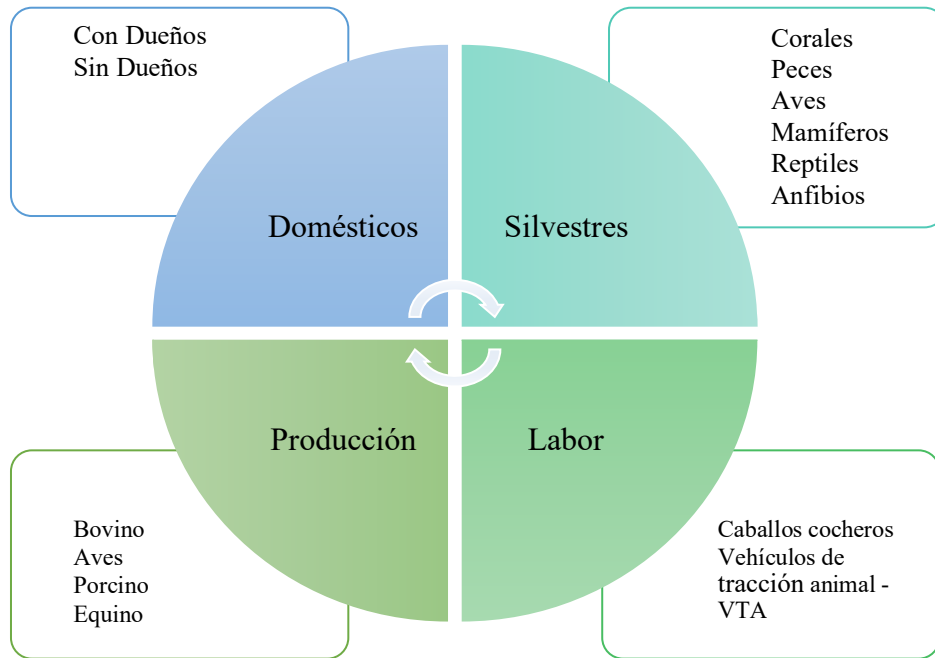 Con Dueños
Sin Dueños
Corales
Peces
Aves
Mamíferos
Reptiles
Anfibios
Domésticos
Silvestres
Producción
Labor
Bovino
Aves
Porcino
Equino
Caballos cocheros
Vehículos de
tracción animal -
VTA